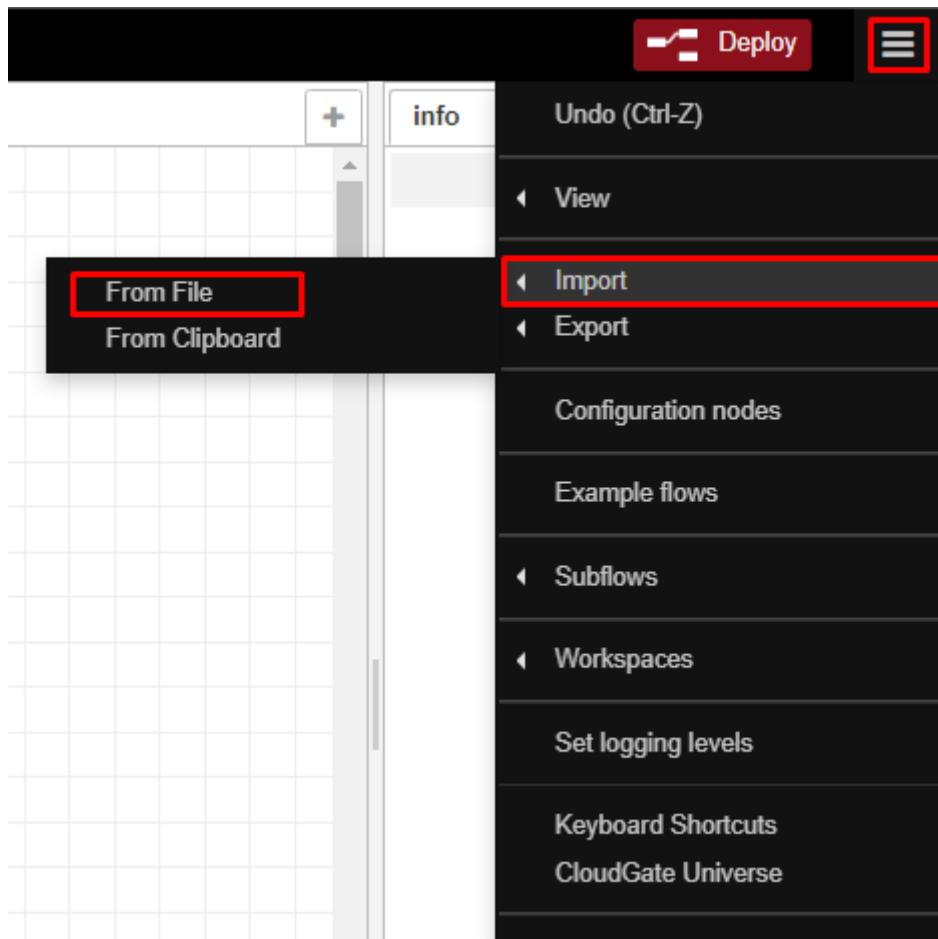 Deploy
+
info
Undo (Ctrl-Z)
View
Import
From File
From Clipboard
Export
Configuration nodes
Example flows
Subflows
Workspaces
Set logging levels
Keyboard Shortcuts
CloudGate Universe